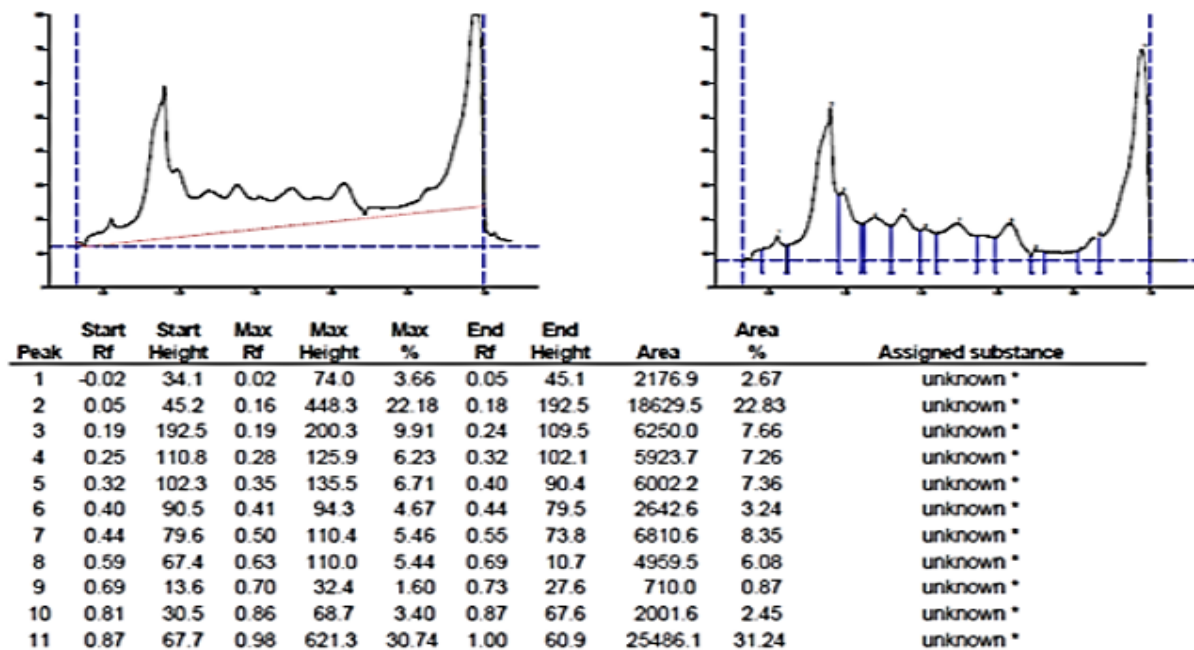 Start Start Max Max Max End End Area
Peak Rf Height Rf Height % Rf Height Area % Assigned substance
1 -0.02 34.1 0.02 74.0 3.66 0.05 45.1 2176.9 2.67 unknown *
2 0.05 45.2 0.16 448.3 22.18 0.18 192.5 18629.5 22.83 unknown *
3 0.19 192.5 0.19 200.3 9.91 0.24 109.5 6250.0 7.66 unknown *
4 0.25 110.8 0.28 125.9 6.23 0.32 102.1 5923.7 7.26 unknown *
5 0.32 102.3 0.35 135.5 6.71 0.40 90.4 6002.2 7.36 unknown *
6 0.40 90.5 0.41 94.3 4.67 0.44 79.5 2642.6 3.24 unknown *
7 0.44 79.6 0.50 110.4 5.46 0.55 73.8 6810.6 8.35 unknown *
8 0.59 67.4 0.63 110.0 5.44 0.69 10.7 4959.5 6.08 unknown *
9 0.69 13.6 0.70 32.4 1.60 0.73 27.6 710.0 0.87 unknown *
10 0.81 30.5 0.86 68.7 3.40 0.87 67.6 2001.6 2.45 unknown *
11 0.87 67.7 0.98 621.3 30.74 1.00 60.9 25486.1 31.24 unknown *